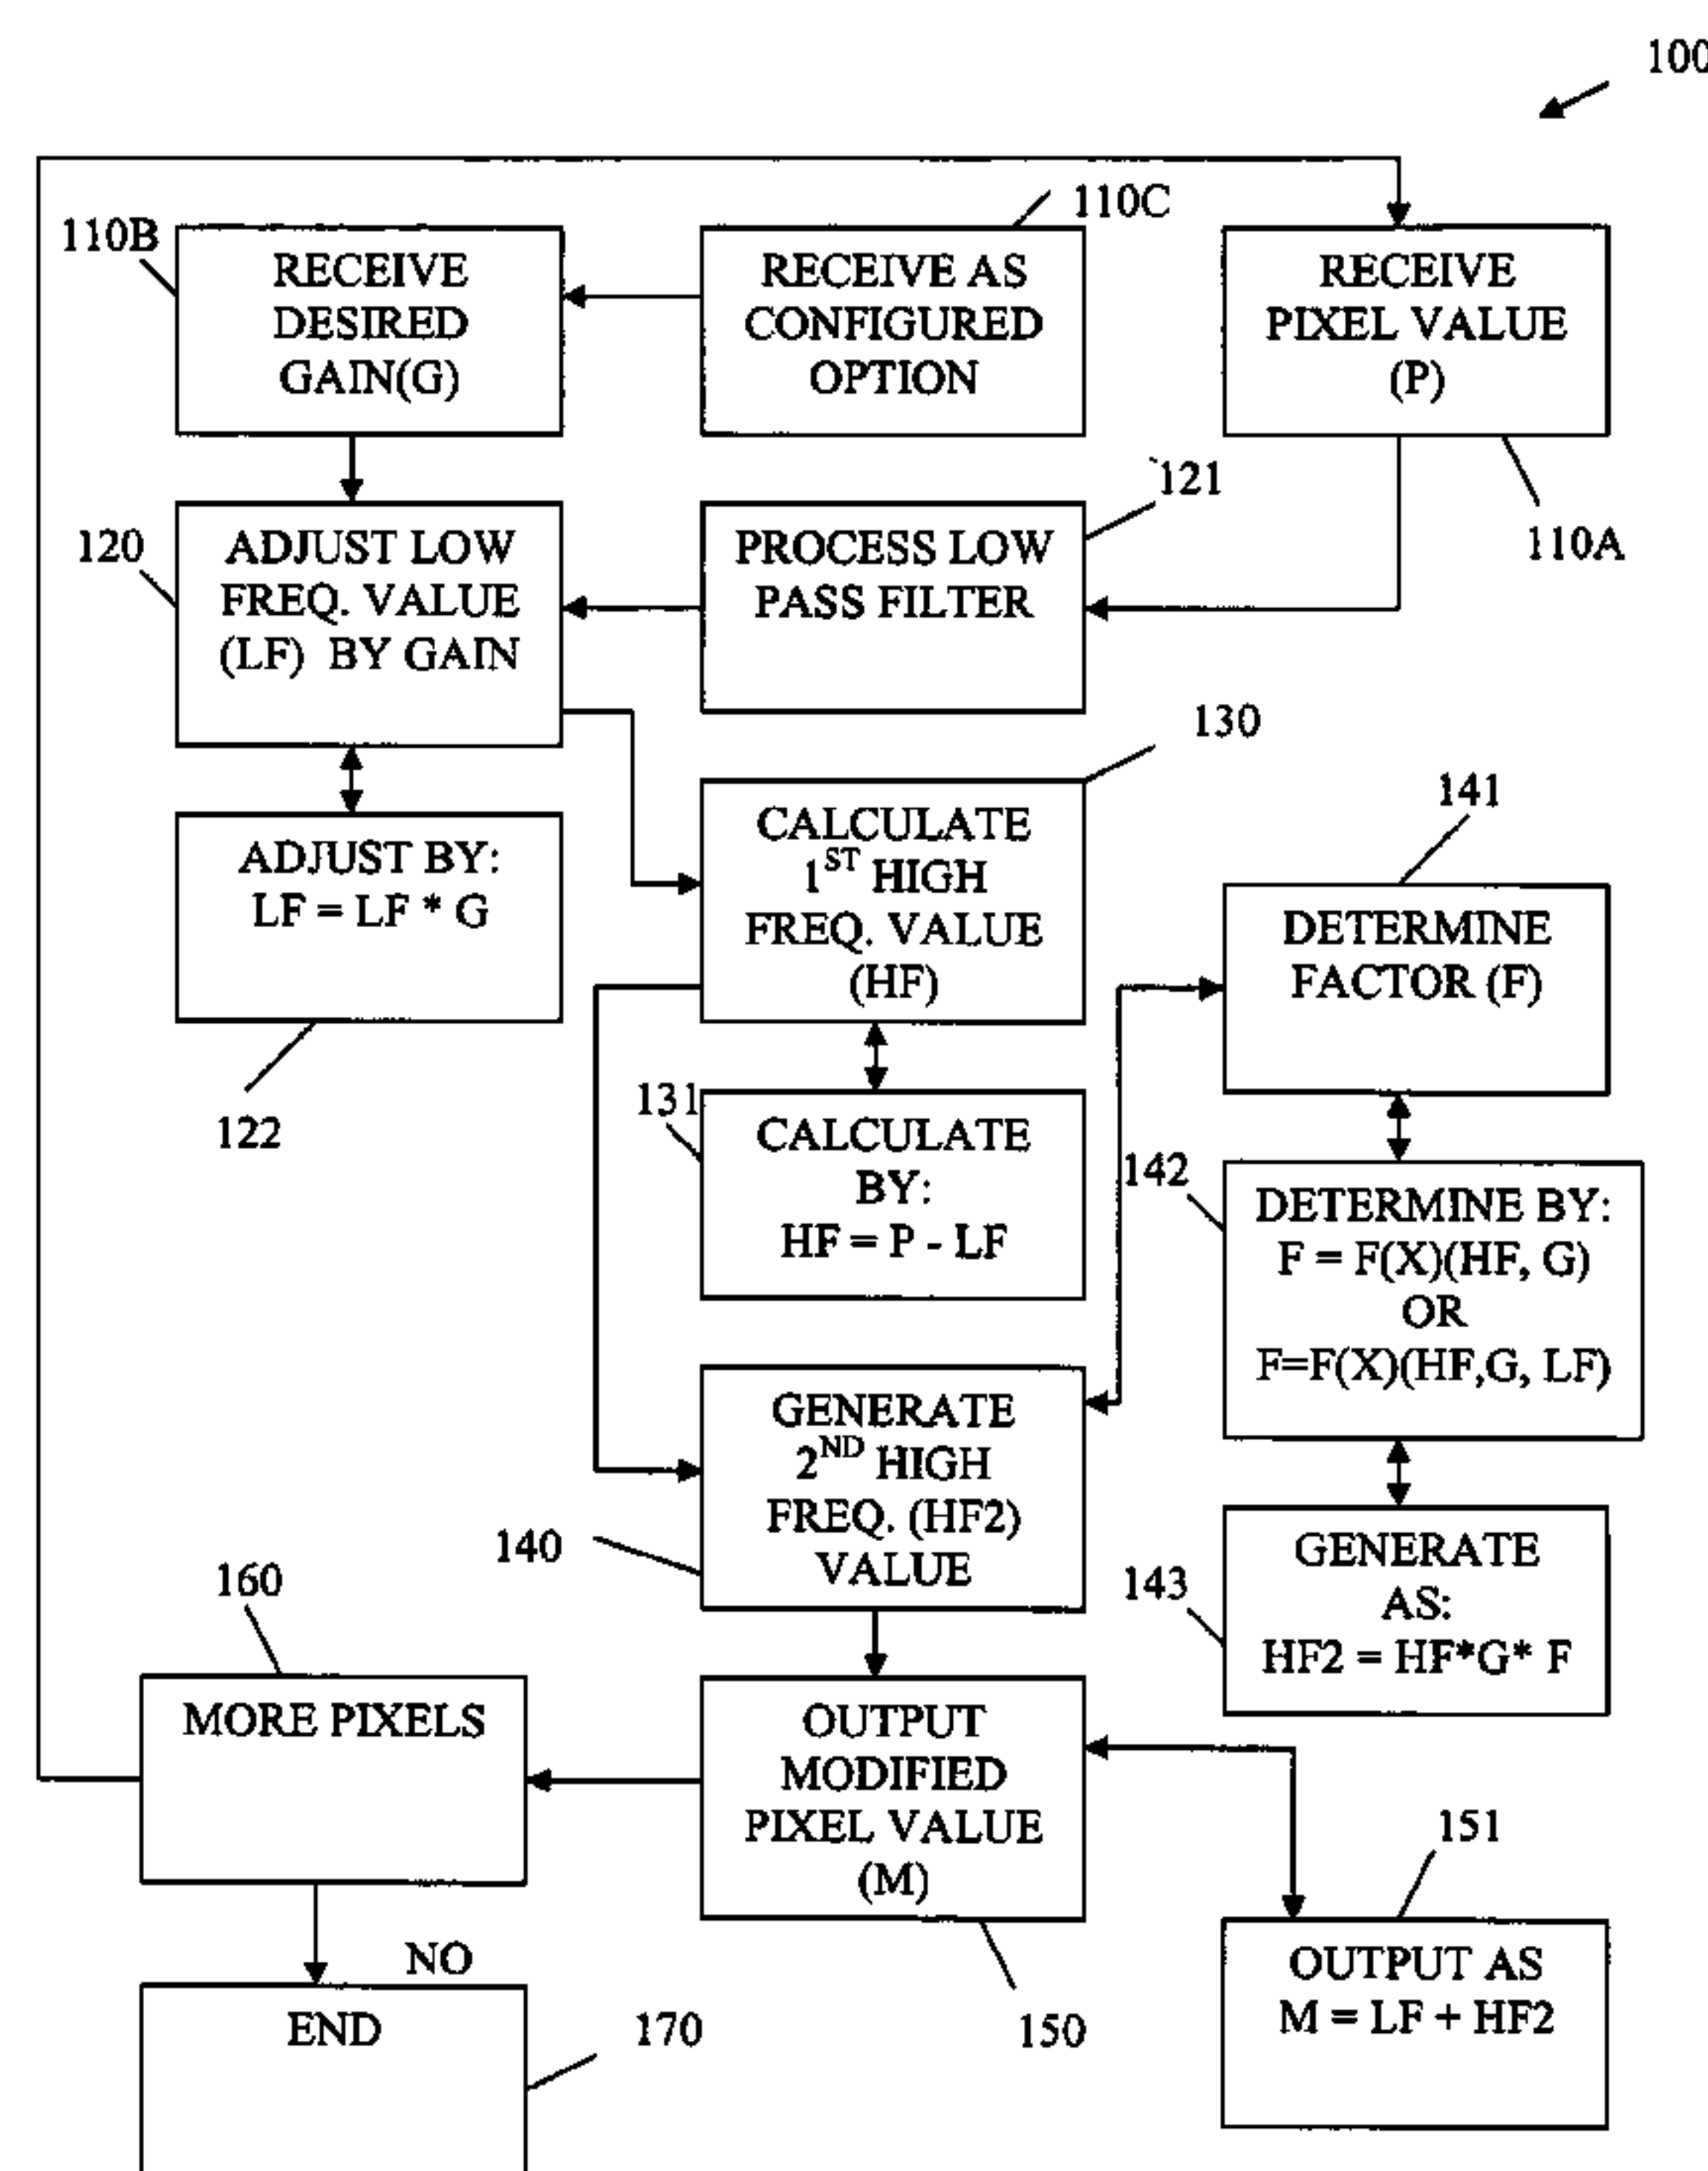 100
110B
RECEIVE
DESIRED
GAIN(G)
110C
RECEIVE AS
CONFIGURED
OPTION
RECEIVE
PIXEL VALUE
(P)
110A
120
ADJUST LOW
FREQ. VALUE
(LF) BY GAIN
121
PROCESS LOW
PASS FILTER
122
ADJUST BY:
LF = LF * G
130
CALCULATE
1ST HIGH
FREQ. VALUE
(HF)
131
CALCULATE
BY:
HF = P - LF
141
DETERMINE
FACTOR (F)
142
DETERMINE BY:
F = F(X)(HF, G)
OR
F=F(X)(HF,G, LF)
140
GENERATE
2ND HIGH
FREQ. (HF2)
VALUE
143
GENERATE
AS:
HF2 = HF*G* F
160
MORE PIXELS
OUTPUT
MODIFIED
PIXEL VALUE
(M)
150
151
OUTPUT AS
M = LF + HF2
NO
END
170